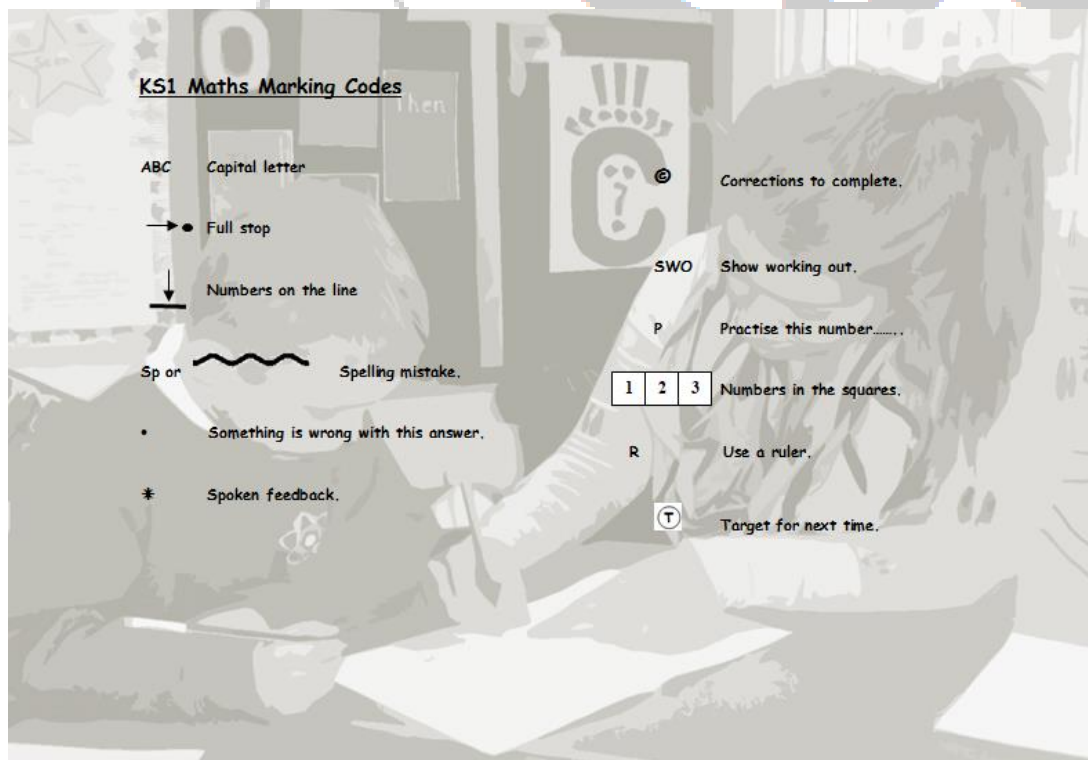 KS1 Maths Marking Codes
Then
ABC Capital letter
Full stop
Numbers on the line
Sp or Spelling mistake.
• Something is wrong with this answer.
* Spoken feedback.
© Corrections to complete.
SWO Show working out.
P Practise this number........
1 2 3 Numbers in the squares.
R Use a ruler.
T Target for next time.